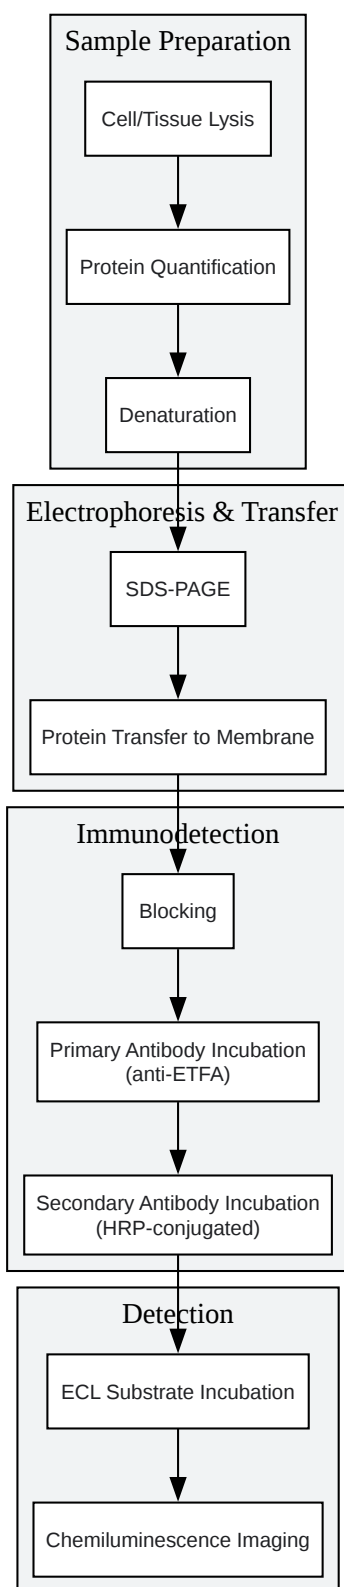 Sample Preparation
Cell/Tissue Lysis
Protein Quantification
Denaturation
Electrophoresis & Transfer
SDS-PAGE
Protein Transfer to Membrane
Immunodetection
Blocking
Primary Antibody Incubation
(anti-ETFA)
Secondary Antibody Incubation
(HRP-conjugated)
Detection
ECL Substrate Incubation
Chemiluminescence Imaging